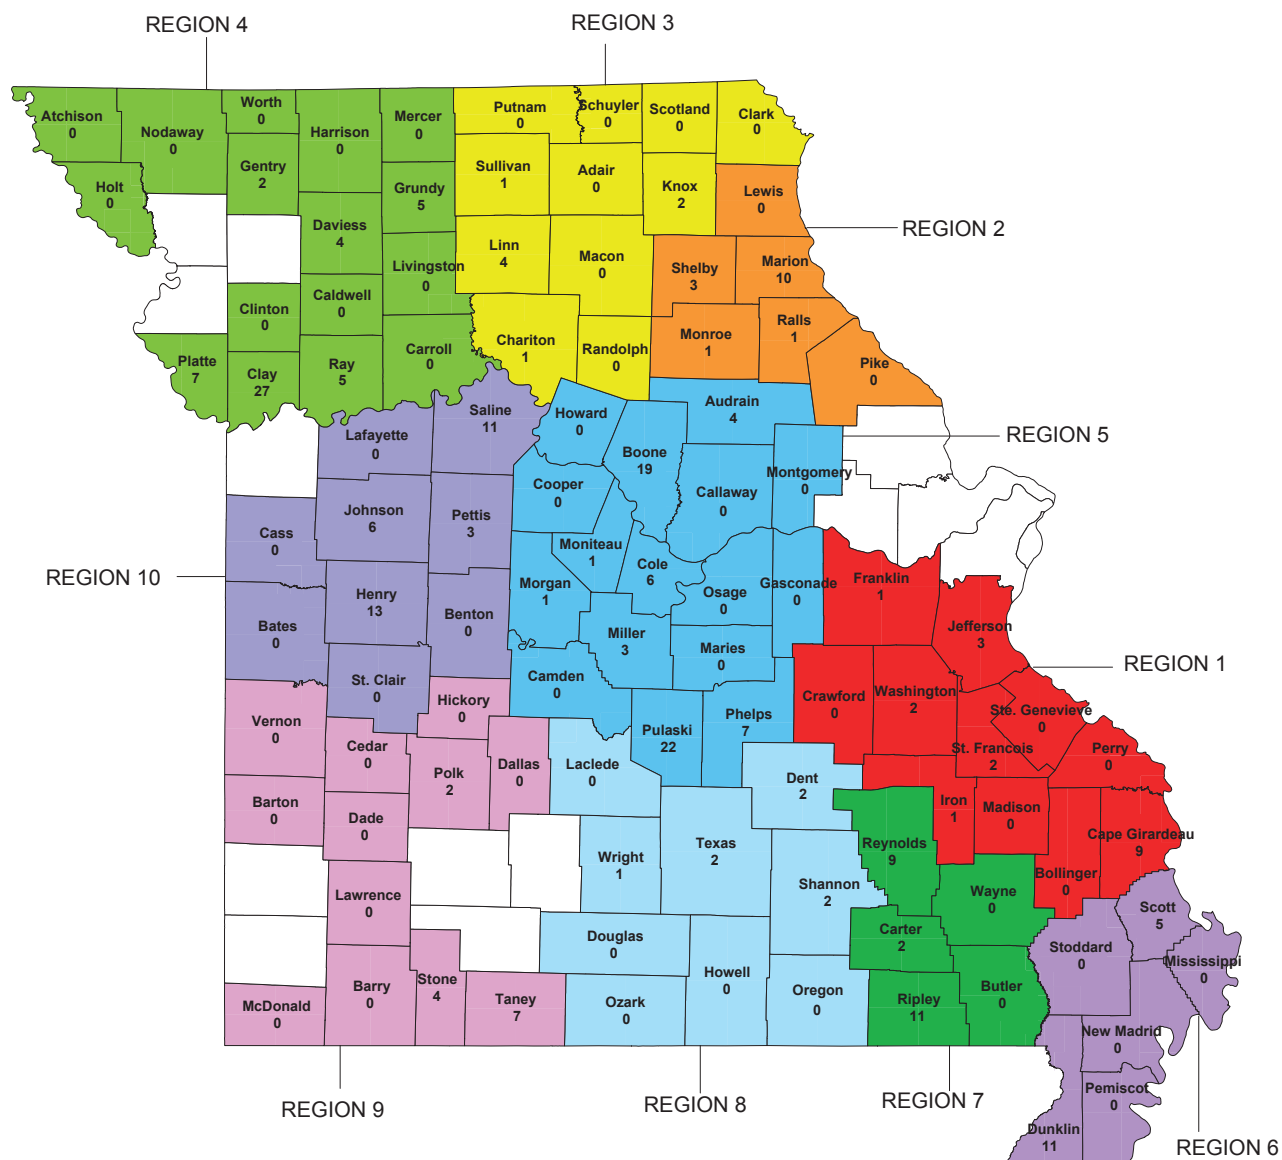 REGION 4
REGION 3
Atchison
0
Nodaway
0
Worth
0
Harrison
0
Mercer
0
Putnam
0
Schuyler
0
Scotland
0
Clark
0
Holt
0
Gentry
2
Grundy
5
Sullivan
1
Adair
0
Knox
2
Lewis
0
REGION 2
Daviess
4
Livingston
0
Linn
4
Macon
0
Shelby
3
Marion
10
Clinton
0
Caldwell
0
Chariton
1
Randolph
0
Monroe
1
Ralls
1
Pike
0
Platte
7
Clay
27
Ray
5
Carroll
0
Saline
11
Lafayette
0
Howard
0
Boone
19
Audrain
4
REGION 5
Montgomery
0
Cooper
0
Callaway
0
Johnson
6
Pettis
3
Cass
0
REGION 10
Moniteau
1
Cole
6
Morgan
1
Osage
0
Gasconade
0
Franklin
1
Henry
13
Benton
0
Bates
0
Miller
3
Maries
0
Jefferson
3
REGION 1
St. Clair
0
Camden
0
Crawford
0
Washington
2
Ste. Genevieve
0
Hickory
0
Vernon
0
Pulaski
22
Phelps
7
St. Francois
2
Perry
0
Cedar
0
Polk
2
Dallas
0
Laclede
0
Dent
2
Barton
0
Dade
0
Iron
1
Madison
0
Cape Girardeau
9
Reynolds
9
Wright
1
Texas
2
Shannon
2
Bollinger
0
Wayne
0
Lawrence
0
Scott
5
Carter
2
Douglas
0
Stoddard
0
Mississippi
0
Howell
0
Stone
4
Barry
0
McDonald
0
Taney
7
Ozark
0
Oregon
0
Ripley
11
Butler
0
New Madrid
0
Pemiscot
0
Dunklin
11
REGION 9
REGION 8
REGION 7
REGION 6